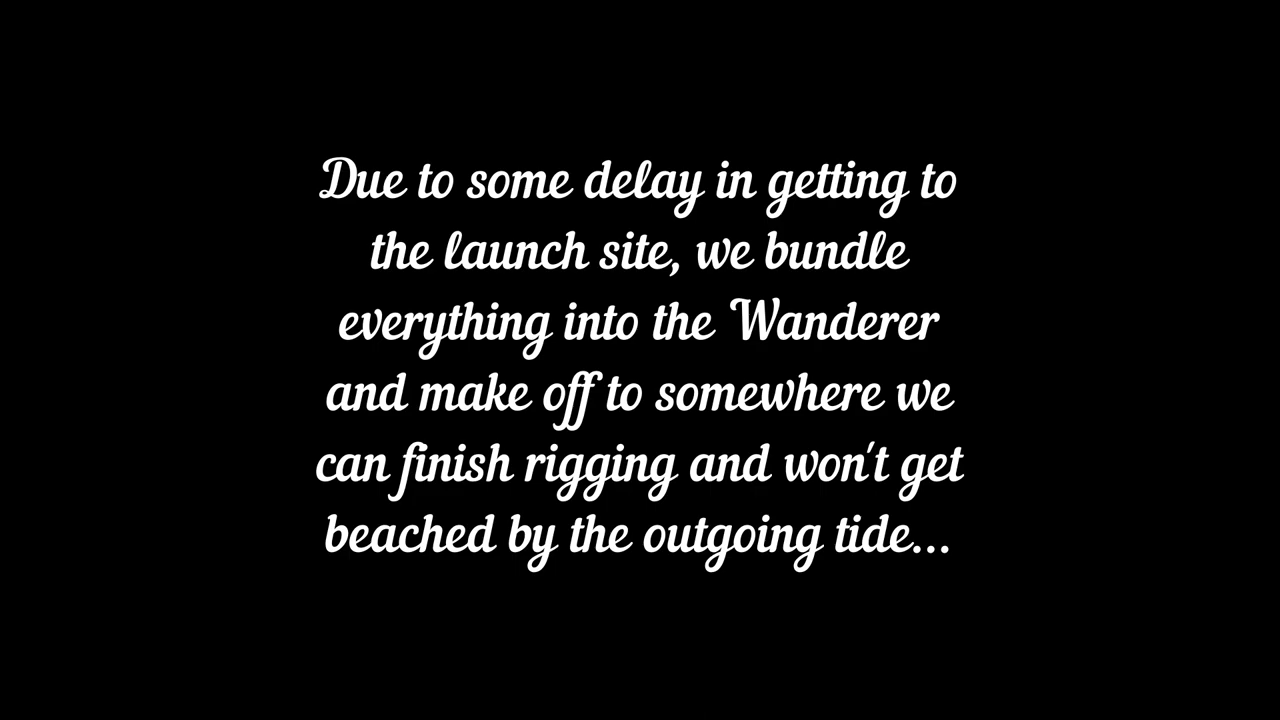 Due to some delay in getting to
the launch site, we bundle
everything into the Wanderer
and make off to somewhere we
can finish rigging and won't get
beached by the outgoing tide...